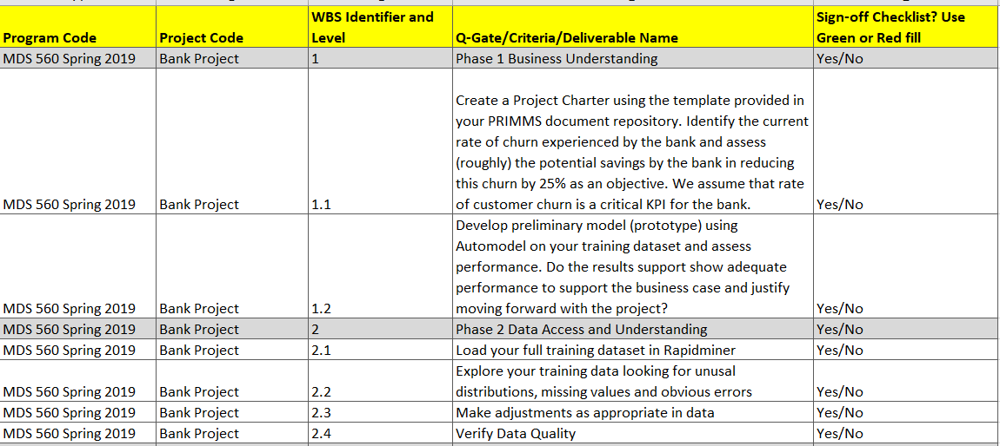 WBS Identifier and
Sign-off Checklist? Use
Program Code Project Code Level Q-Gate/Criteria/Deliverable Name Green or Red fill
MDS 560 Spring 2019 Bank Project 1 Phase 1 Business Understanding Yes/No
Create a Project Charter using the template provided in
your PRIMMS document repository. Identify the current
rate of churn experienced by the bank and assess
(roughly) the potential savings by the bank in reducing
this churn by 25% as an objective. We assume that rate
MDS 560 Spring 2019 Bank Project 1.1 of customer churn is a critical KPI for the bank. Yes/No
Develop preliminary model (prototype) using
Automodel on your training dataset and assess
performance. Do the results support show adequate
performance to support the business case and justify
MDS 560 Spring 2019 Bank Project 1.2 moving forward with the project? Yes/No
MDS 560 Spring 2019 Bank Project 2 Phase 2 Data Access and Understanding Yes/No
MDS 560 Spring 2019 Bank Project 2.1 Load your full training dataset in Rapidminer Yes/No
Explore your training data looking for unusal
MDS 560 Spring 2019 Bank Project 2.2 distributions, missing values and obvious errors Yes/No
MDS 560 Spring 2019 Bank Project 2.3 Make adjustments as appropriate in data Yes/No
MDS 560 Spring 2019 Bank Project 2.4 Verify Data Quality Yes/No